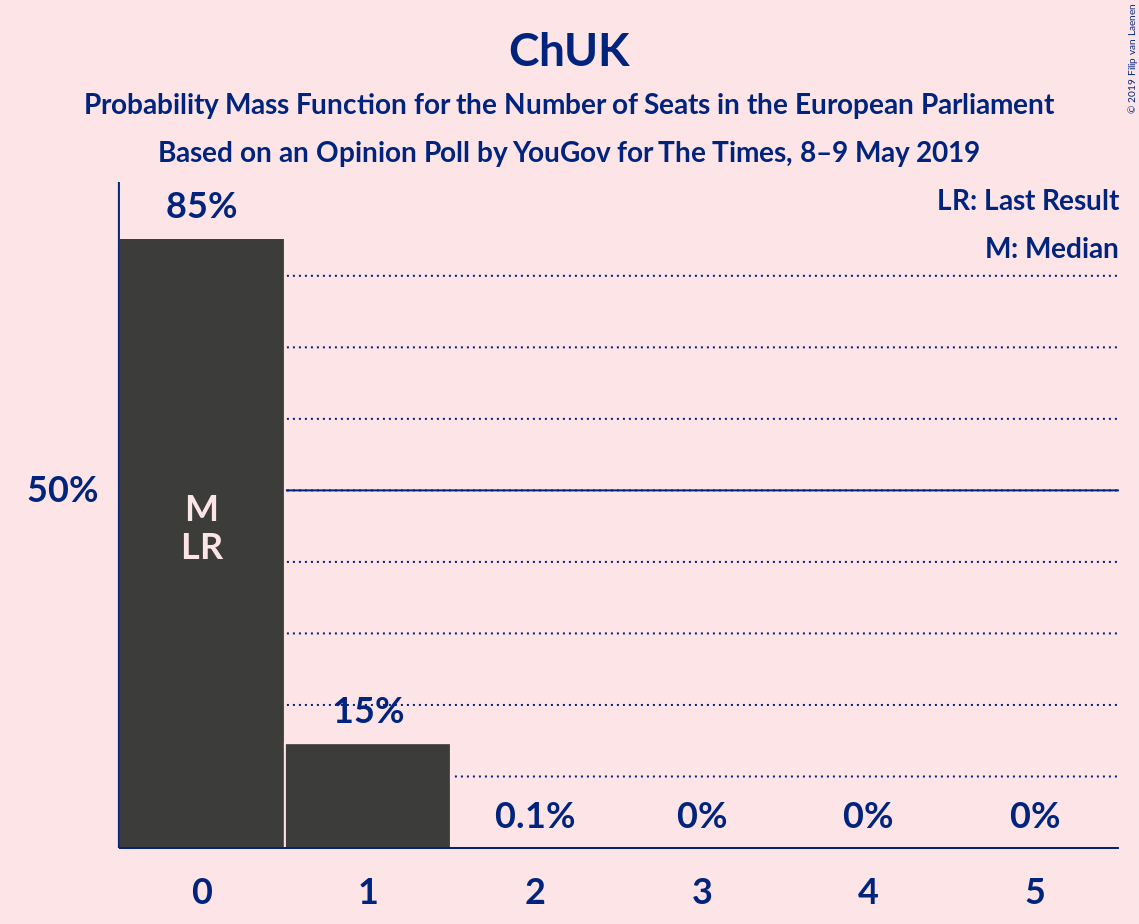 ChUK
Probability Mass Function for the Number of Seats in the European Parliament
Based on an Opinion Poll by YouGov for The Times, 8–9 May 2019
© 2019 Filip van Laenen
LR: Last Result
M: Median
85%
50%
M
LR
15%
0.1%
0%
0%
0%
0
1
2
3
4
5